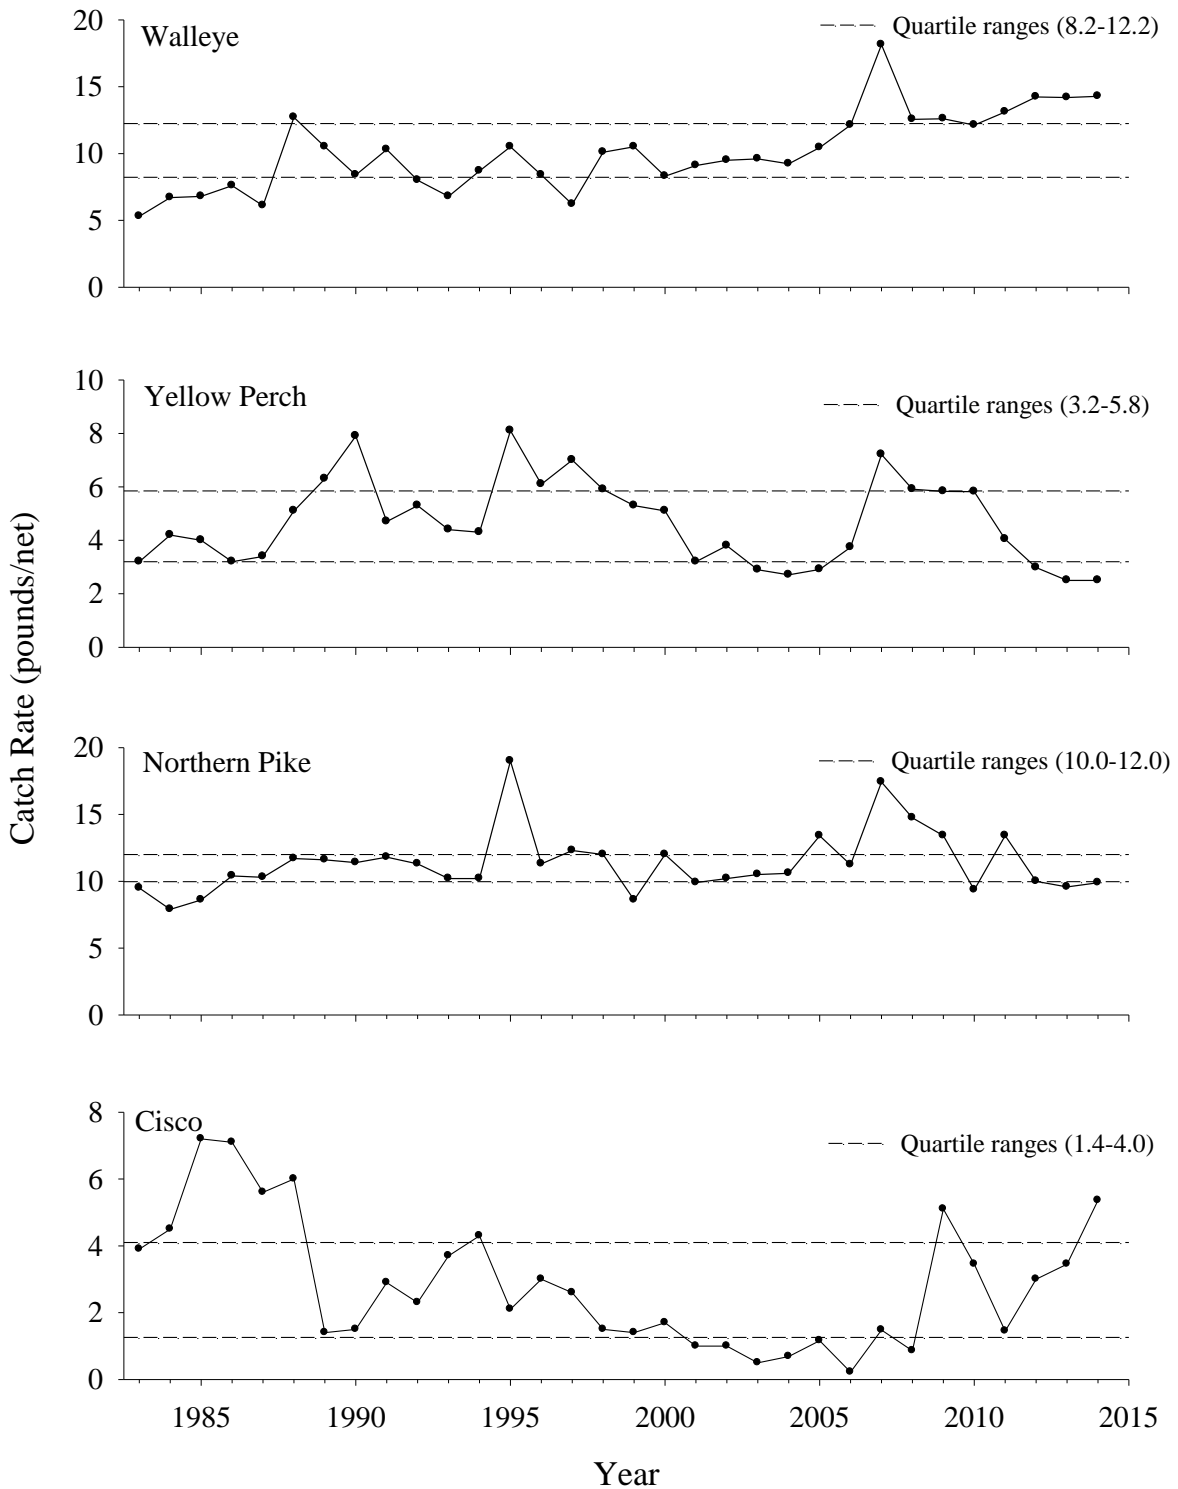 Walleye
Quartile ranges (8.2-12.2)
20
15
10
5
0
Yellow Perch
Quartile ranges (3.2-5.8)
10
8
6
4
2
0
Catch Rate (pounds/net)
Northern Pike
Quartile ranges (10.0-12.0)
20
15
10
5
0
Cisco
Quartile ranges (1.4-4.0)
8
6
4
2
0
1985 1990 1995 2000 2005 2010 2015
Year